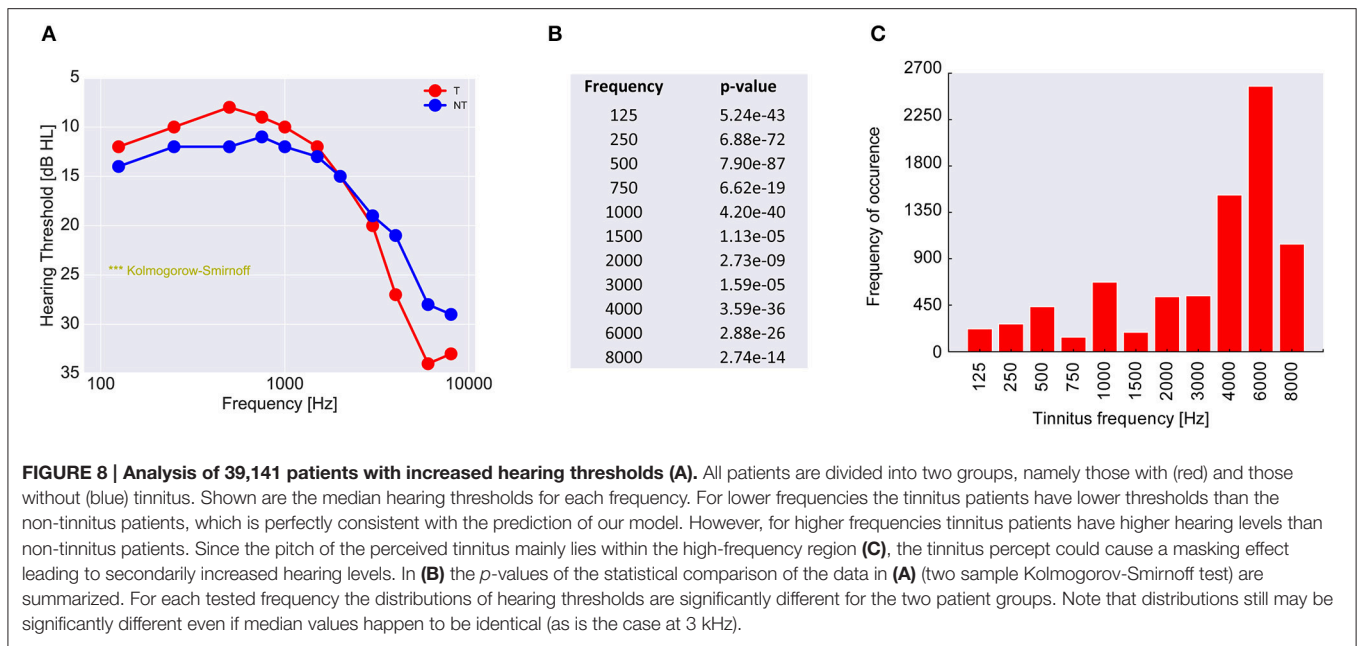 A
5
10
15
20
25
30
35
Hearing Threshold [dB HL]
T
NT
*** Kolmogorow-Smirnoff
100 1000 10000
Frequency [Hz]
B
Frequency p-value
125 5.24e-43
250 6.88e-72
500 7.90e-87
750 6.62e-19
1000 4.20e-40
1500 1.13e-05
2000 2.73e-09
3000 1.59e-05
4000 3.59e-36
6000 2.88e-26
8000 2.74e-14
C
2700
2250
1800
1350
900
450
0
Frequency of occurence
125 250 500 750 1000 1500 2000 3000 4000 6000 8000
Tinnitus frequency [Hz]
FIGURE 8 | Analysis of 39,141 patients with increased hearing thresholds (A). All patients are divided into two groups, namely those with (red) and those
without (blue) tinnitus. Shown are the median hearing thresholds for each frequency. For lower frequencies the tinnitus patients have lower thresholds than the
non-tinnitus patients, which is perfectly consistent with the prediction of our model. However, for higher frequencies tinnitus patients have higher hearing levels than
non-tinnitus patients. Since the pitch of the perceived tinnitus mainly lies within the high-frequency region (C), the tinnitus percept could cause a masking effect
leading to secondarily increased hearing levels. In (B) the p-values of the statistical comparison of the data in (A) (two sample Kolmogorov-Smirnoff test) are
summarized. For each tested frequency the distributions of hearing thresholds are significantly different for the two patient groups. Note that distributions still may be
significantly different even if median values happen to be identical (as is the case at 3 kHz).